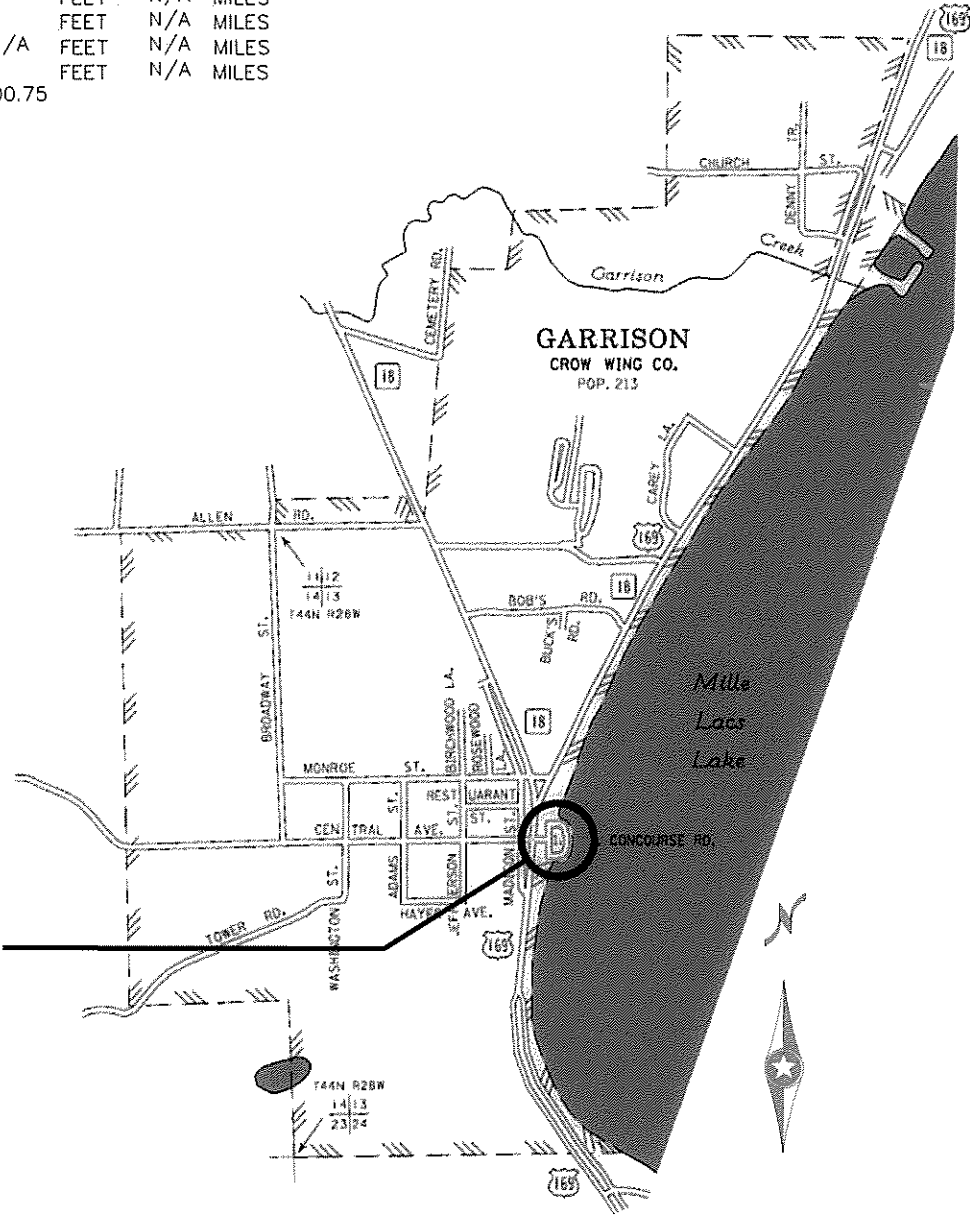 FEET N/A MILES
FEET N/A MILES
/A FEET N/A MILES
FEET N/A MILES
00.75
169
18
CHURCH ST.
DENNY TR.
Creek
Garrison
CEMETERY RD.
GARRISON
CROW WING CO.
POP. 213
18
CAREY LA.
ALLEN RD.
169
11 12
14 13
T44N R28W
18
BOB'S RD.
BUCK'S RD.
BROADWAY ST.
BIRCHWOOD LA.
ROSEWOOD LA.
18
Mille
Lacs
Lake
MONROE ST.
REST UARANT ST.
CEN TRAL AVE.
CONCOURSE RD.
ADAMS ST.
JEFFERSON ST.
MADISON ST.
HAYES AVE.
WASHINGTON ST.
TOWER RD.
169
N
T44N R28W
14 13
23 24
169